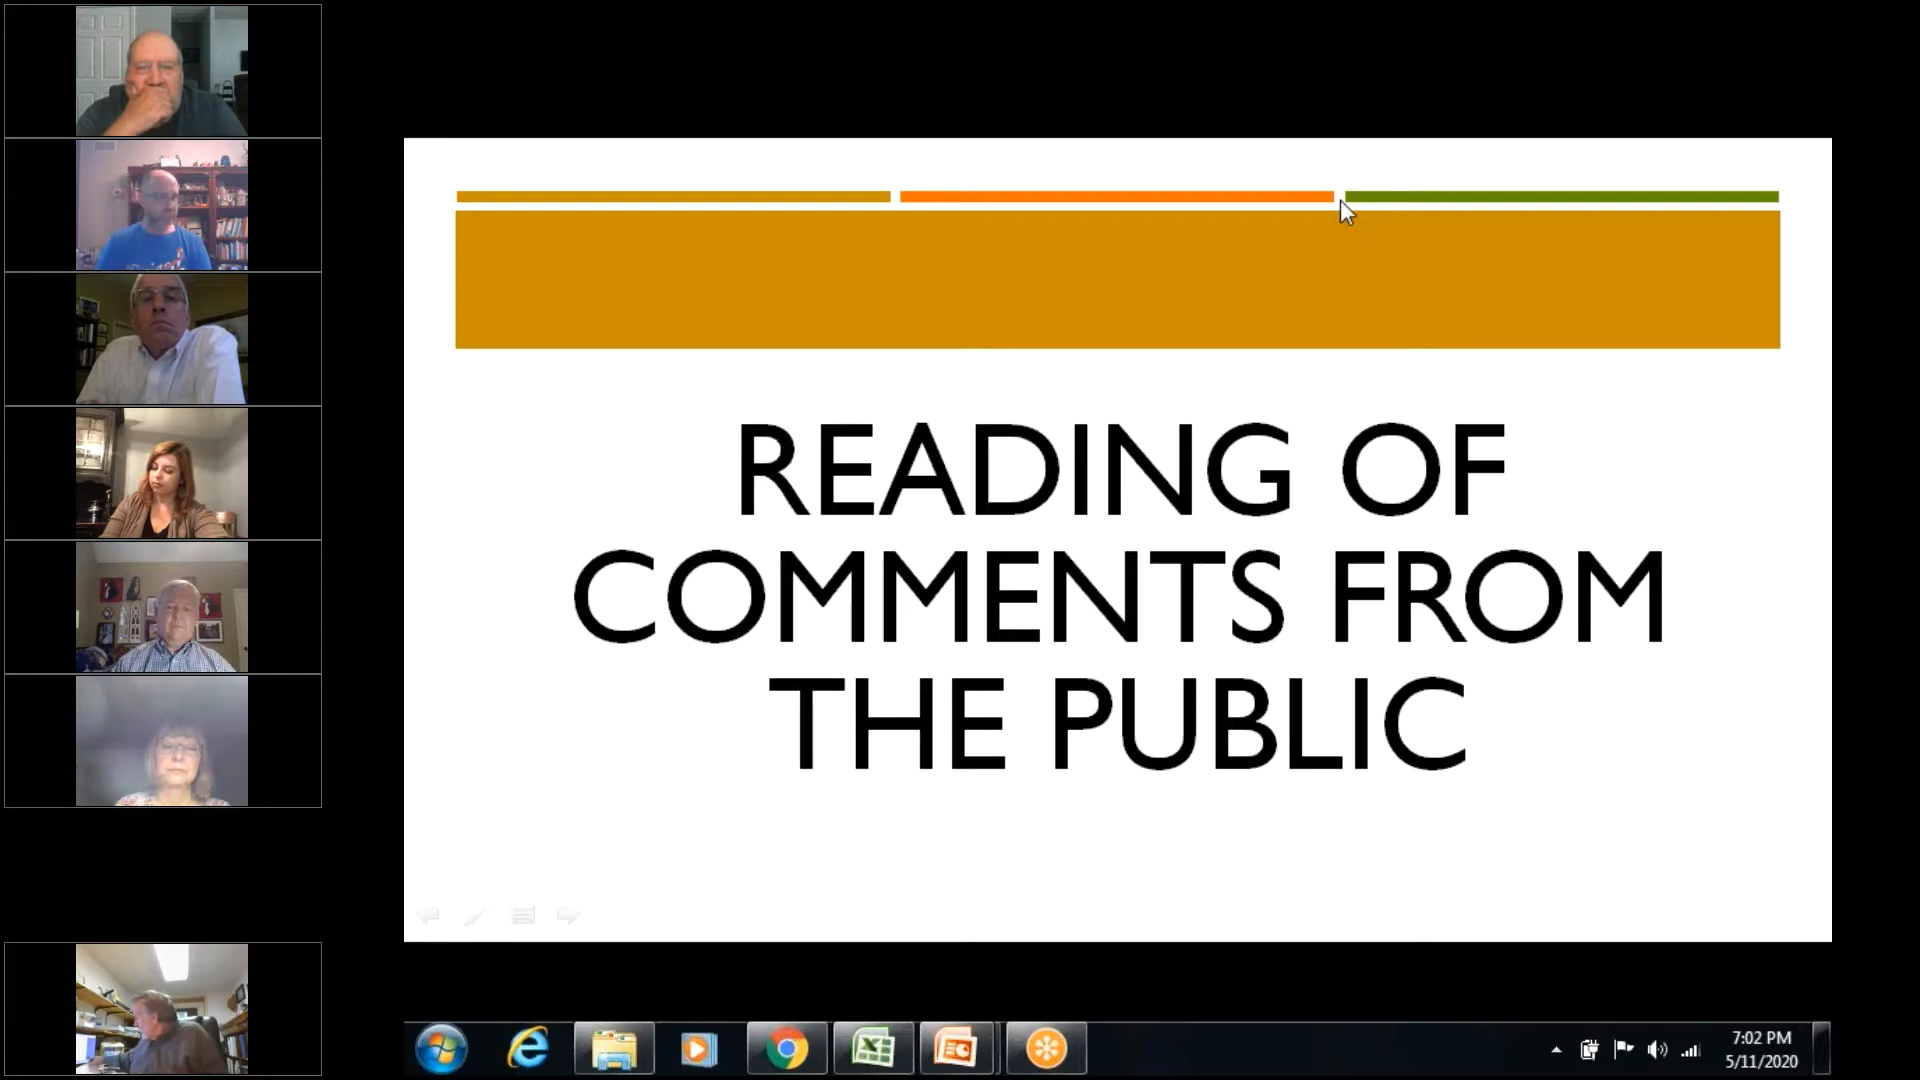 READING OF
COMMENTS FROM
THE PUBLIC
7:02 PM
5/11/2020